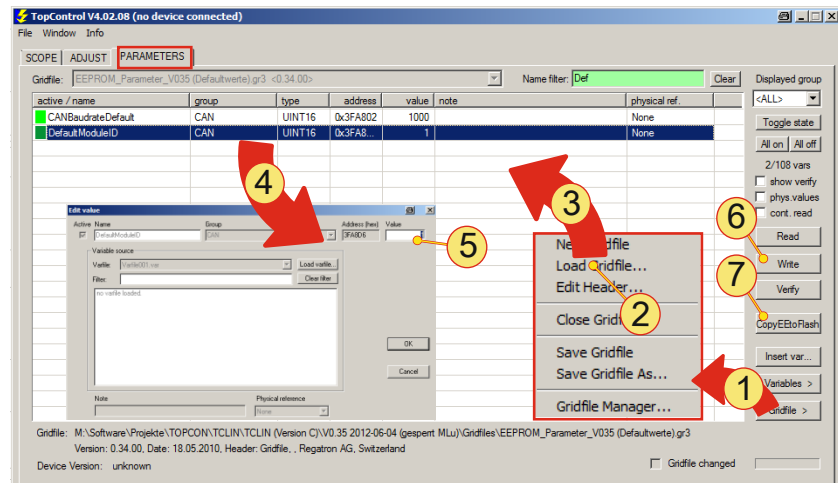 TopControl V4.02.08 (no device connected)
File Window Info
SCOPE ADJUST PARAMETERS
Gridfile: EEPROM_Parameter_V035 (Defaultwerte).gr3 <0.34.00> Name filter: Def Clear Displayed group
active / name group type address value note physical ref. <ALL>
CANBaudrateDefault CAN UINT16 0x3FA802 1000 None
DefaultModuleID CAN UINT16 0x3FA8... 1 None
Toggle state
All on All off
2/108 vars
show verify
phys.values
cont. read
Read
Write
Verify
CopyEEtoFlash
Insert var...
Variables >
Gridfile >
4
3
6
5
7
2
1
Edit value
Active Name Group Address (hex) Value
DefaultModuleID CAN 3FA8D6
Variable source
Varfile: Varfile001.var Load varfile...
Filter: Clear filter
no varfile loaded.
OK
Cancel
Note Physical reference
None
Load Gridfile...
Edit Header...
Save Gridfile
Save Gridfile As...
Gridfile Manager...
Gridfile: M:\Software\Projekte\TOPCON\TCLIN\TCLIN (Version C)\V0.35 2012-06-04 (gesperrt MLu)\Gridfiles\EEPROM_Parameter_V035 (Defaultwerte).gr3
Version: 0.34.00, Date: 18.05.2010, Header: Gridfile, , Regatron AG, Switzerland
Device Version: unknown Gridfile changed